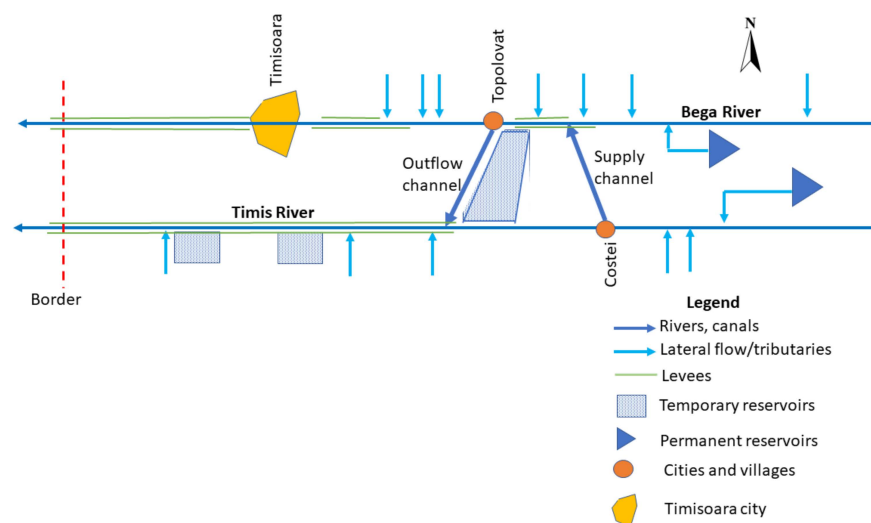 Timisoara
Topolovat
N
Bega River
Outflow
channel
Supply
channel
Timis River
Costei
Border
Legend
Rivers, canals
Lateral flow/tributaries
Levees
Temporary reservoirs
Permanent reservoirs
Cities and villages
Timisoara city